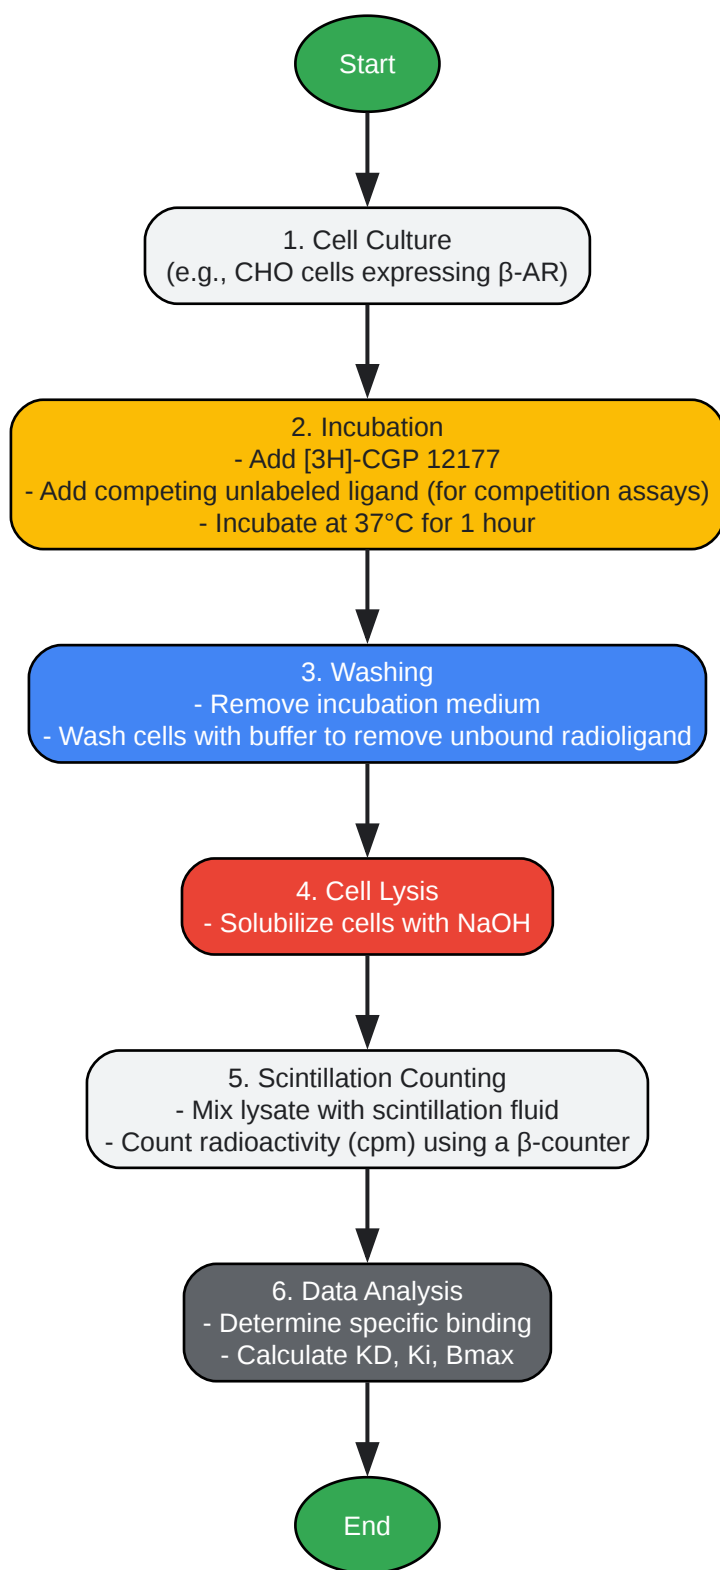 Start
1. Cell Culture
(e.g., CHO cells expressing β-AR)
2. Incubation
- Add [3H]-CGP 12177
- Add competing unlabeled ligand (for competition assays)
- Incubate at 37°C for 1 hour
3. Washing
- Remove incubation medium
- Wash cells with buffer to remove unbound radioligand
4. Cell Lysis
- Solubilize cells with NaOH
5. Scintillation Counting
- Mix lysate with scintillation fluid
- Count radioactivity (cpm) using a β-counter
6. Data Analysis
- Determine specific binding
- Calculate KD, Ki, Bmax
End